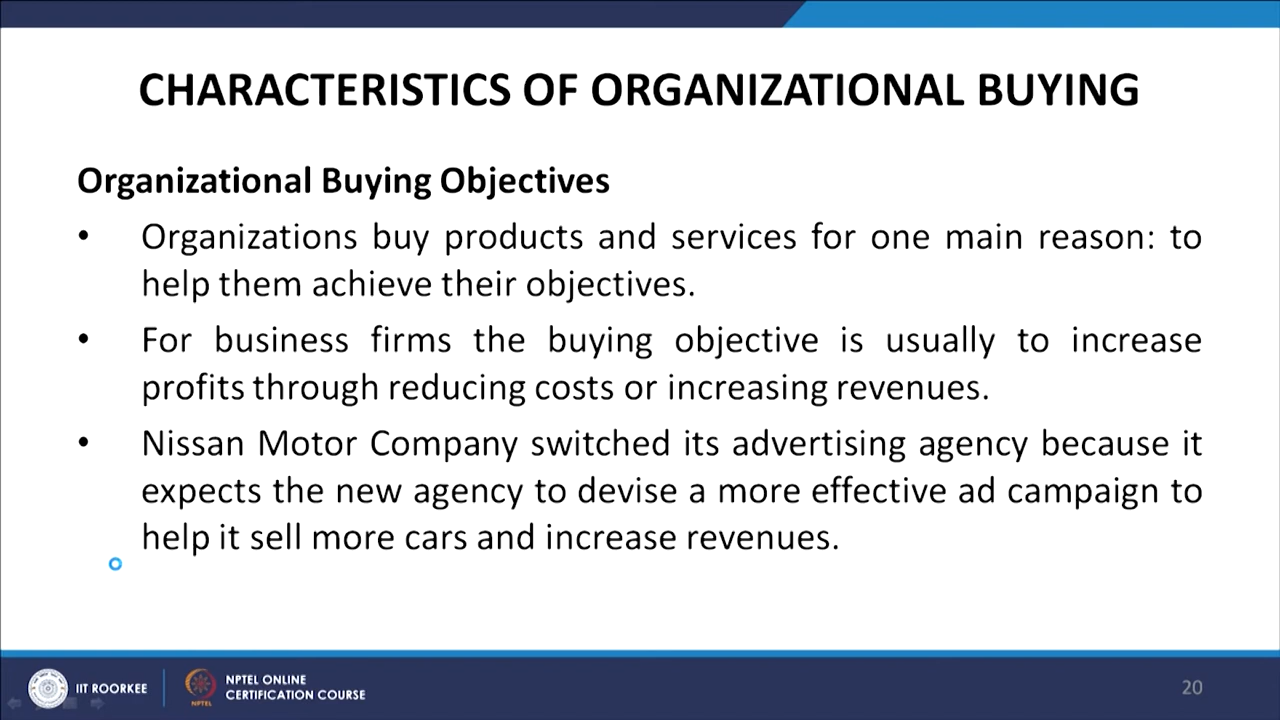 CHARACTERISTICS OF ORGANIZATIONAL BUYING
Organizational Buying Objectives
• Organizations buy products and services for one main reason: to
help them achieve their objectives.
• For business firms the buying objective is usually to increase
profits through reducing costs or increasing revenues.
• Nissan Motor Company switched its advertising agency because it
expects the new agency to devise a more effective ad campaign to
help it sell more cars and increase revenues.
IIT ROORKEE
NPTEL
NPTEL ONLINE
CERTIFICATION COURSE
20